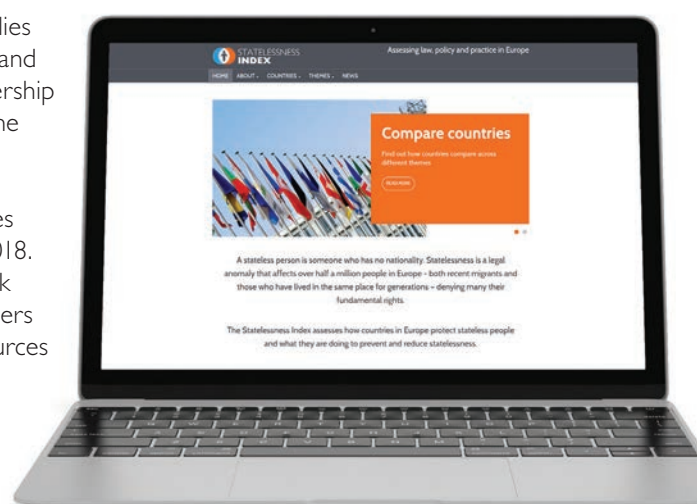 lies
and
ership
ne
es
018.
k
ers
urces
STATELESSNESS
INDEX
Assessing law, policy and practice in Europe
HOME ABOUT COUNTRIES THEMES NEWS
Compare countries
Find out how countries compare across
different themes
READ MORE
A stateless person is someone who has no nationality. Statelessness is a legal
anomaly that affects over half a million people in Europe - both recent migrants and
those who have lived in the same place for generations – denying many their
fundamental rights.
The Statelessness Index assesses how countries in Europe protect stateless people
and what they are doing to prevent and reduce statelessness.